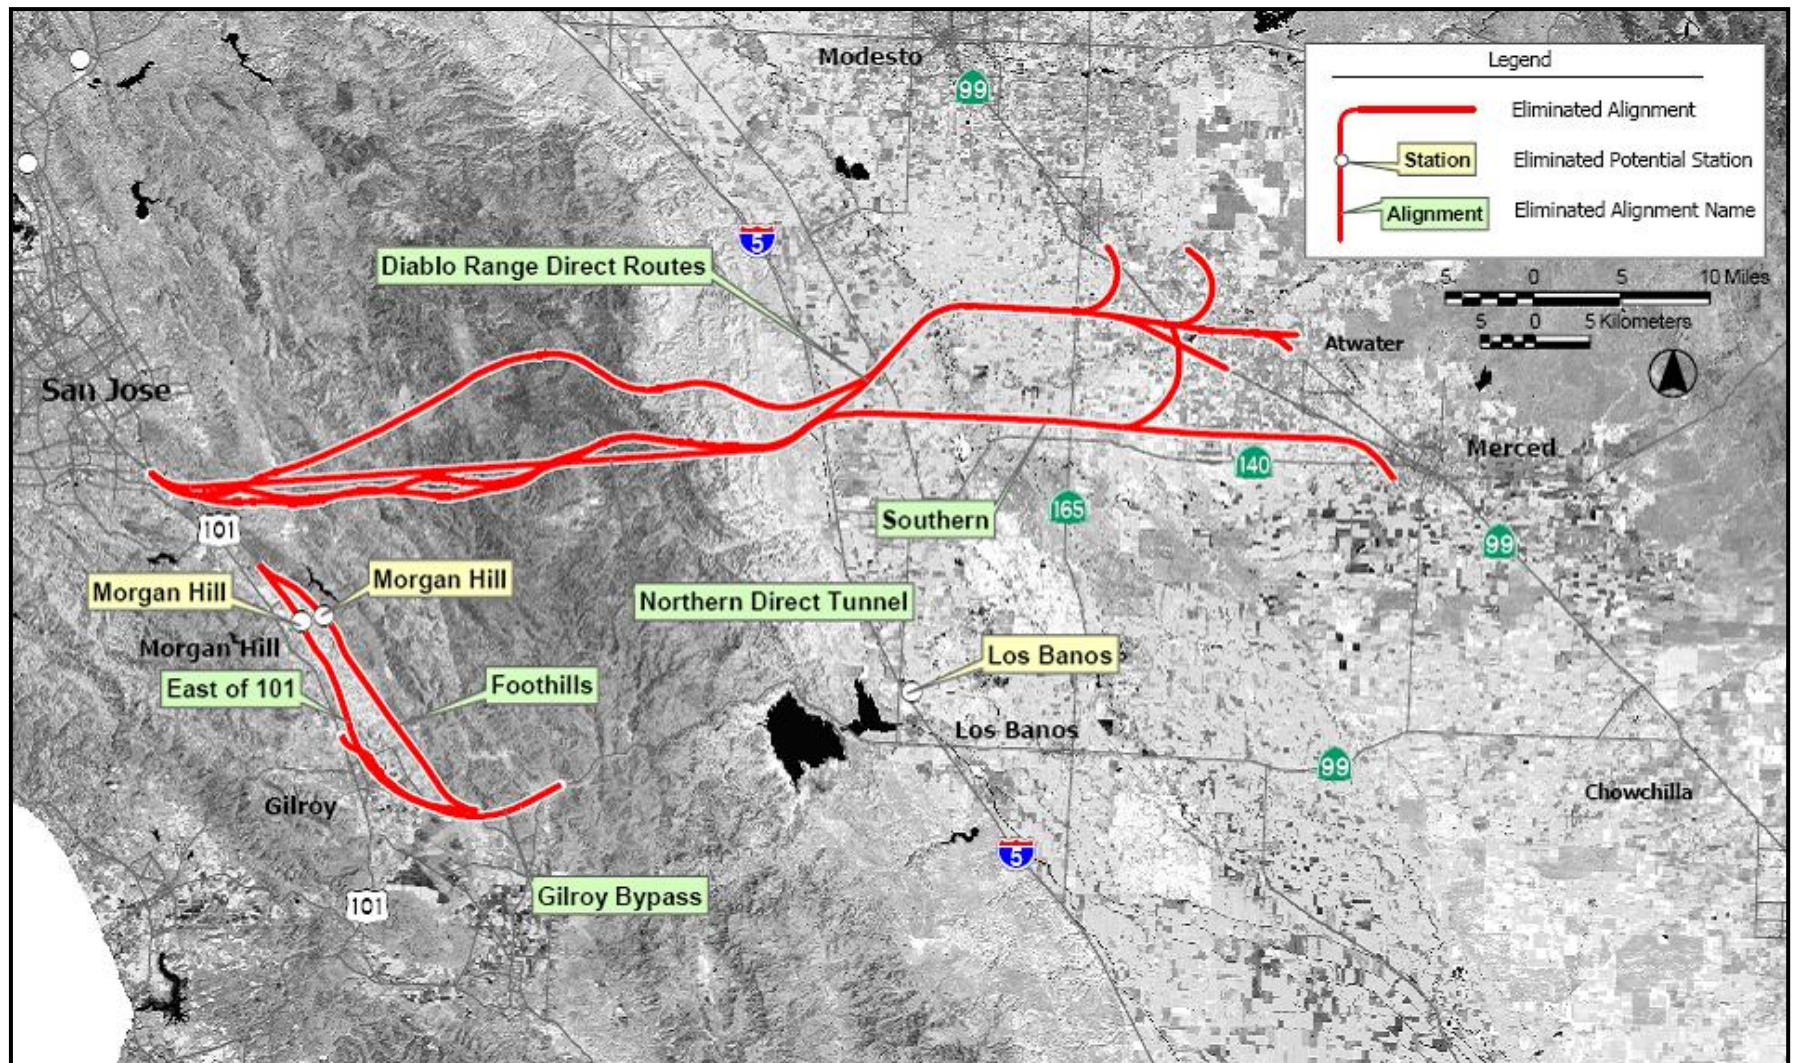 Modesto
99
Legend
Eliminated Alignment
Station
Eliminated Potential Station
Alignment
Eliminated Alignment Name
5
Diablo Range Direct Routes
5 0 5 10 Miles
5 0 5 Kilometers
Atwater
San Jose
Merced
140
165
Southern
101
99
Morgan Hill
Morgan Hill
Northern Direct Tunnel
Morgan Hill
Los Banos
East of 101
Foothills
Los Banos
99
Gilroy
Chowchilla
5
Gilroy Bypass
101